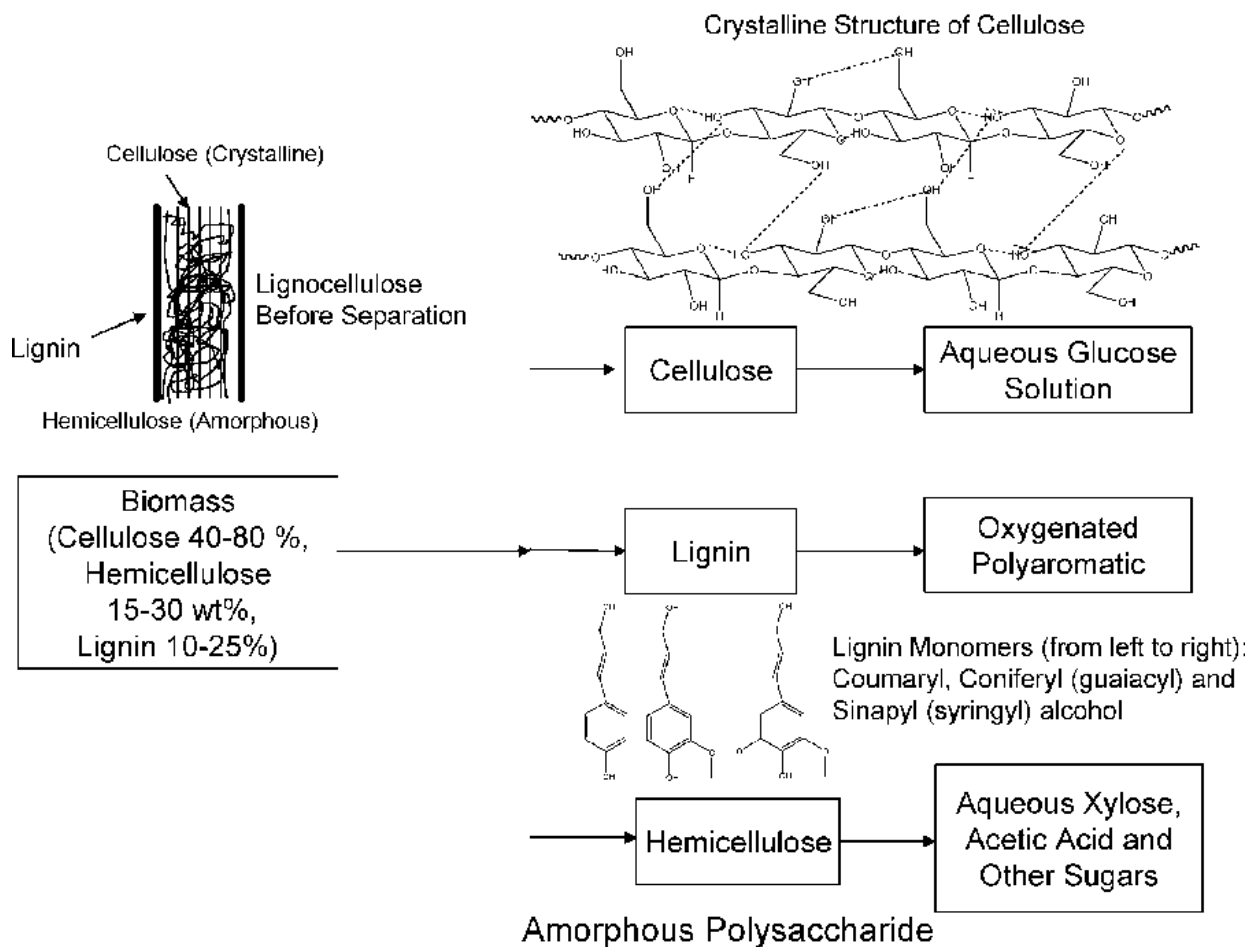 Crystalline Structure of Cellulose
Cellulose (Crystalline)
Lignocellulose
Before Separation
Lignin
Hemicellulose (Amorphous)
Cellulose
Aqueous Glucose
Solution
Biomass
(Cellulose 40-80 %,
Hemicellulose
15-30 wt%,
Lignin 10-25%)
Lignin
Oxygenated
Polyaromatic
Lignin Monomers (from left to right):
Coumaryl, Coniferyl (guaiacyl) and
Sinapyl (syringyl) alcohol
Hemicellulose
Aqueous Xylose,
Acetic Acid and
Other Sugars
Amorphous Polysaccharide